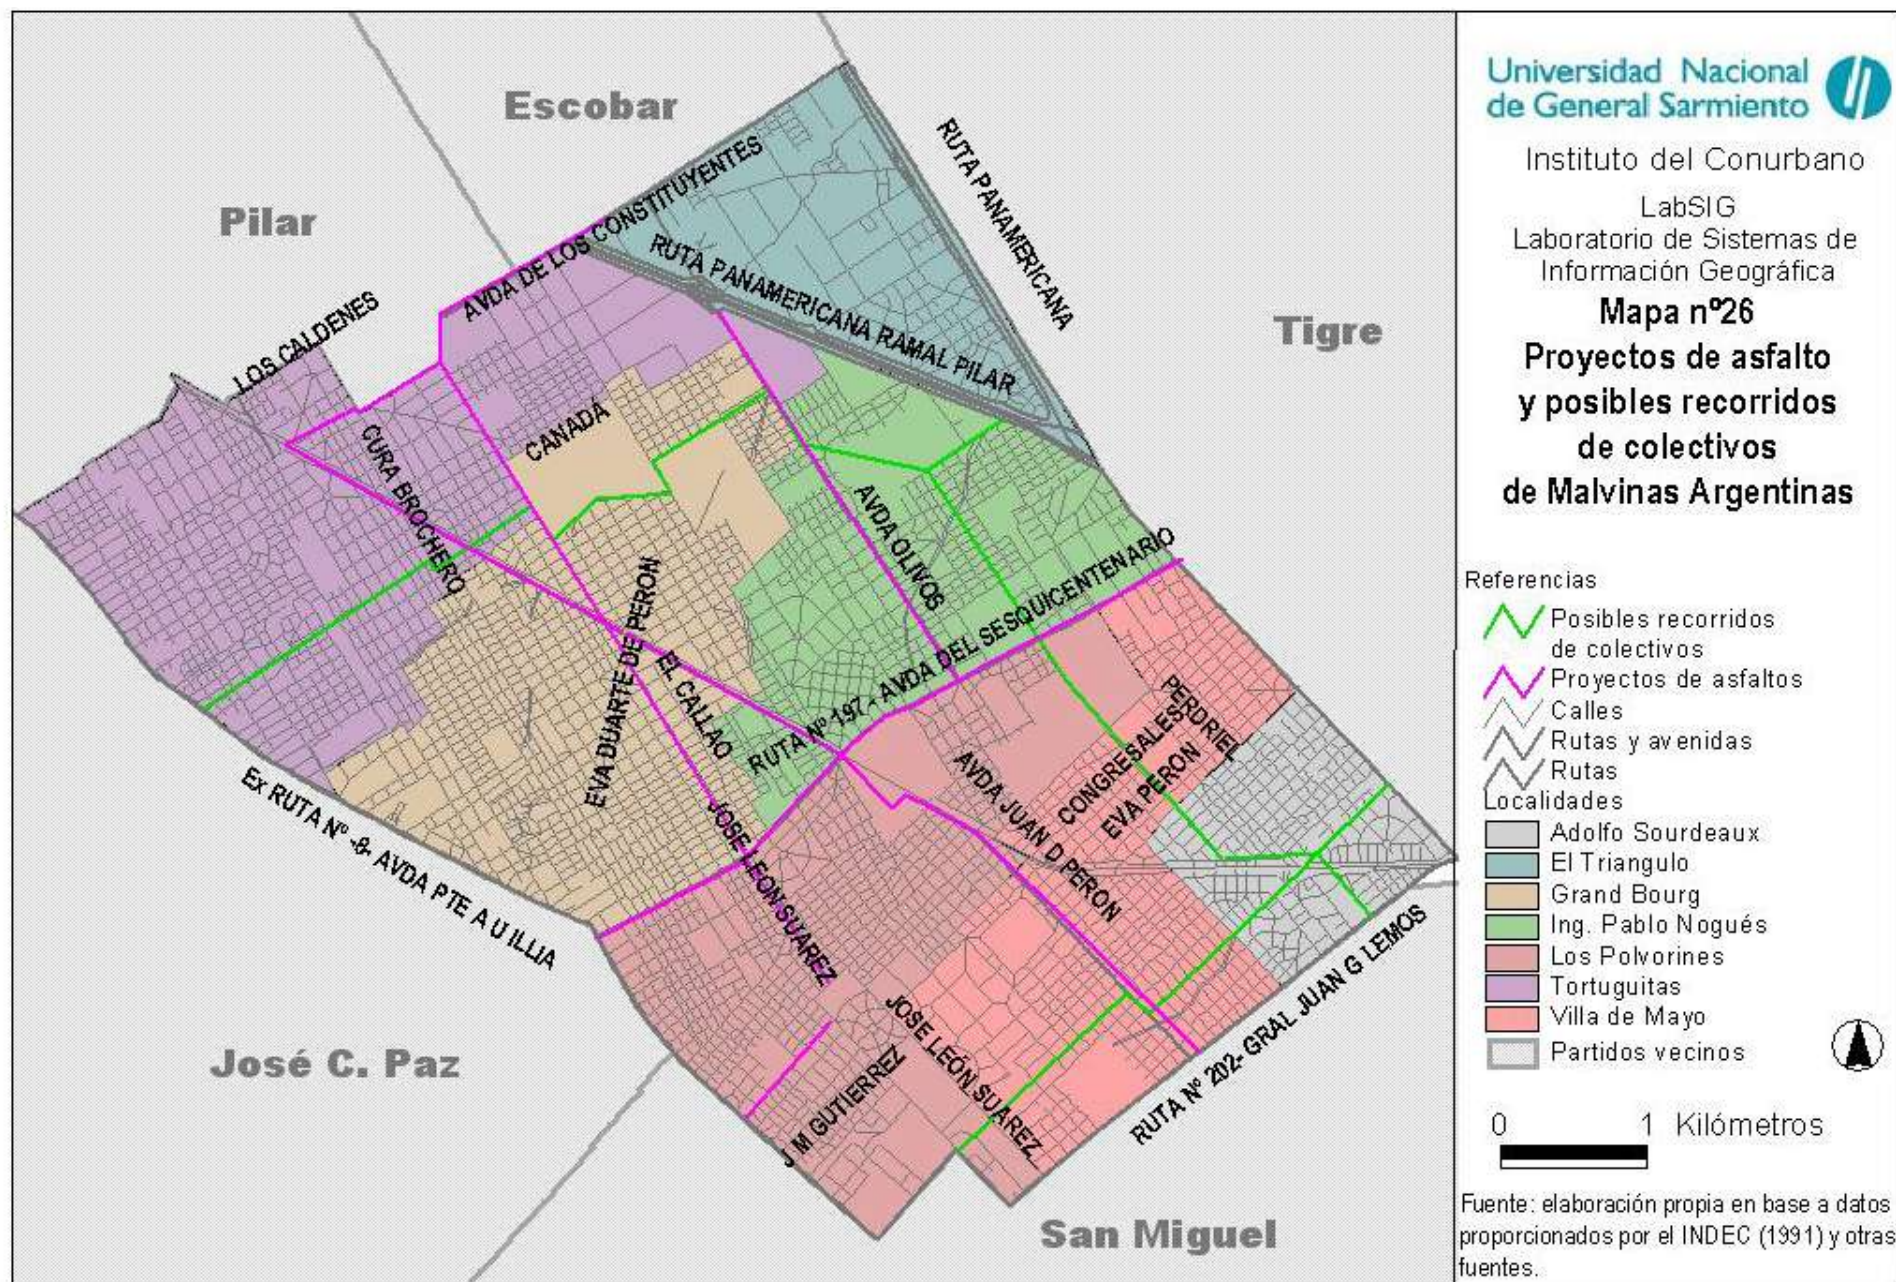 Escobar
Pilar
Tigre
José C. Paz
San Miguel
RUTA PANAMERICANA
AVDA DE LOS CONSTITUYENTES
RUTA PANAMERICANA RAMAL PILAR
LOS CALDENES
CURA BROCHERO
CANADÁ
AVDA OLIVOS
EVA DUARTE DE PERON
EL CALLAO
RUTA Nº 197 - AVDA DEL SESQUICENTENARIO
PERDRIEL
CONGRESALES
EVA PERON
AVDA JUAN D PERON
Ex RUTA Nº -8- AVDA PTE A U ILLIA
JOSE LEON SUAREZ
JOSE LEÓN SUAREZ
J M GUTIERREZ
RUTA Nº 202- GRAL JUAN G LEMOS
Universidad Nacional
de General Sarmiento
Instituto del Conurbano
LabSIG
Laboratorio de Sistemas de
Información Geográfica
Mapa nº26
Proyectos de asfalto
y posibles recorridos
de colectivos
de Malvinas Argentinas
Referencias
Posibles recorridos
de colectivos
Proyectos de asfaltos
Calles
Rutas y avenidas
Rutas
Localidades
Adolfo Sourdeaux
El Triangulo
Grand Bourg
Ing. Pablo Nogués
Los Polvorines
Tortuguitas
Villa de Mayo
Partidos vecinos
0 1 Kilómetros
Fuente: elaboración propia en base a datos
proporcionados por el INDEC (1991) y otras
fuentes.